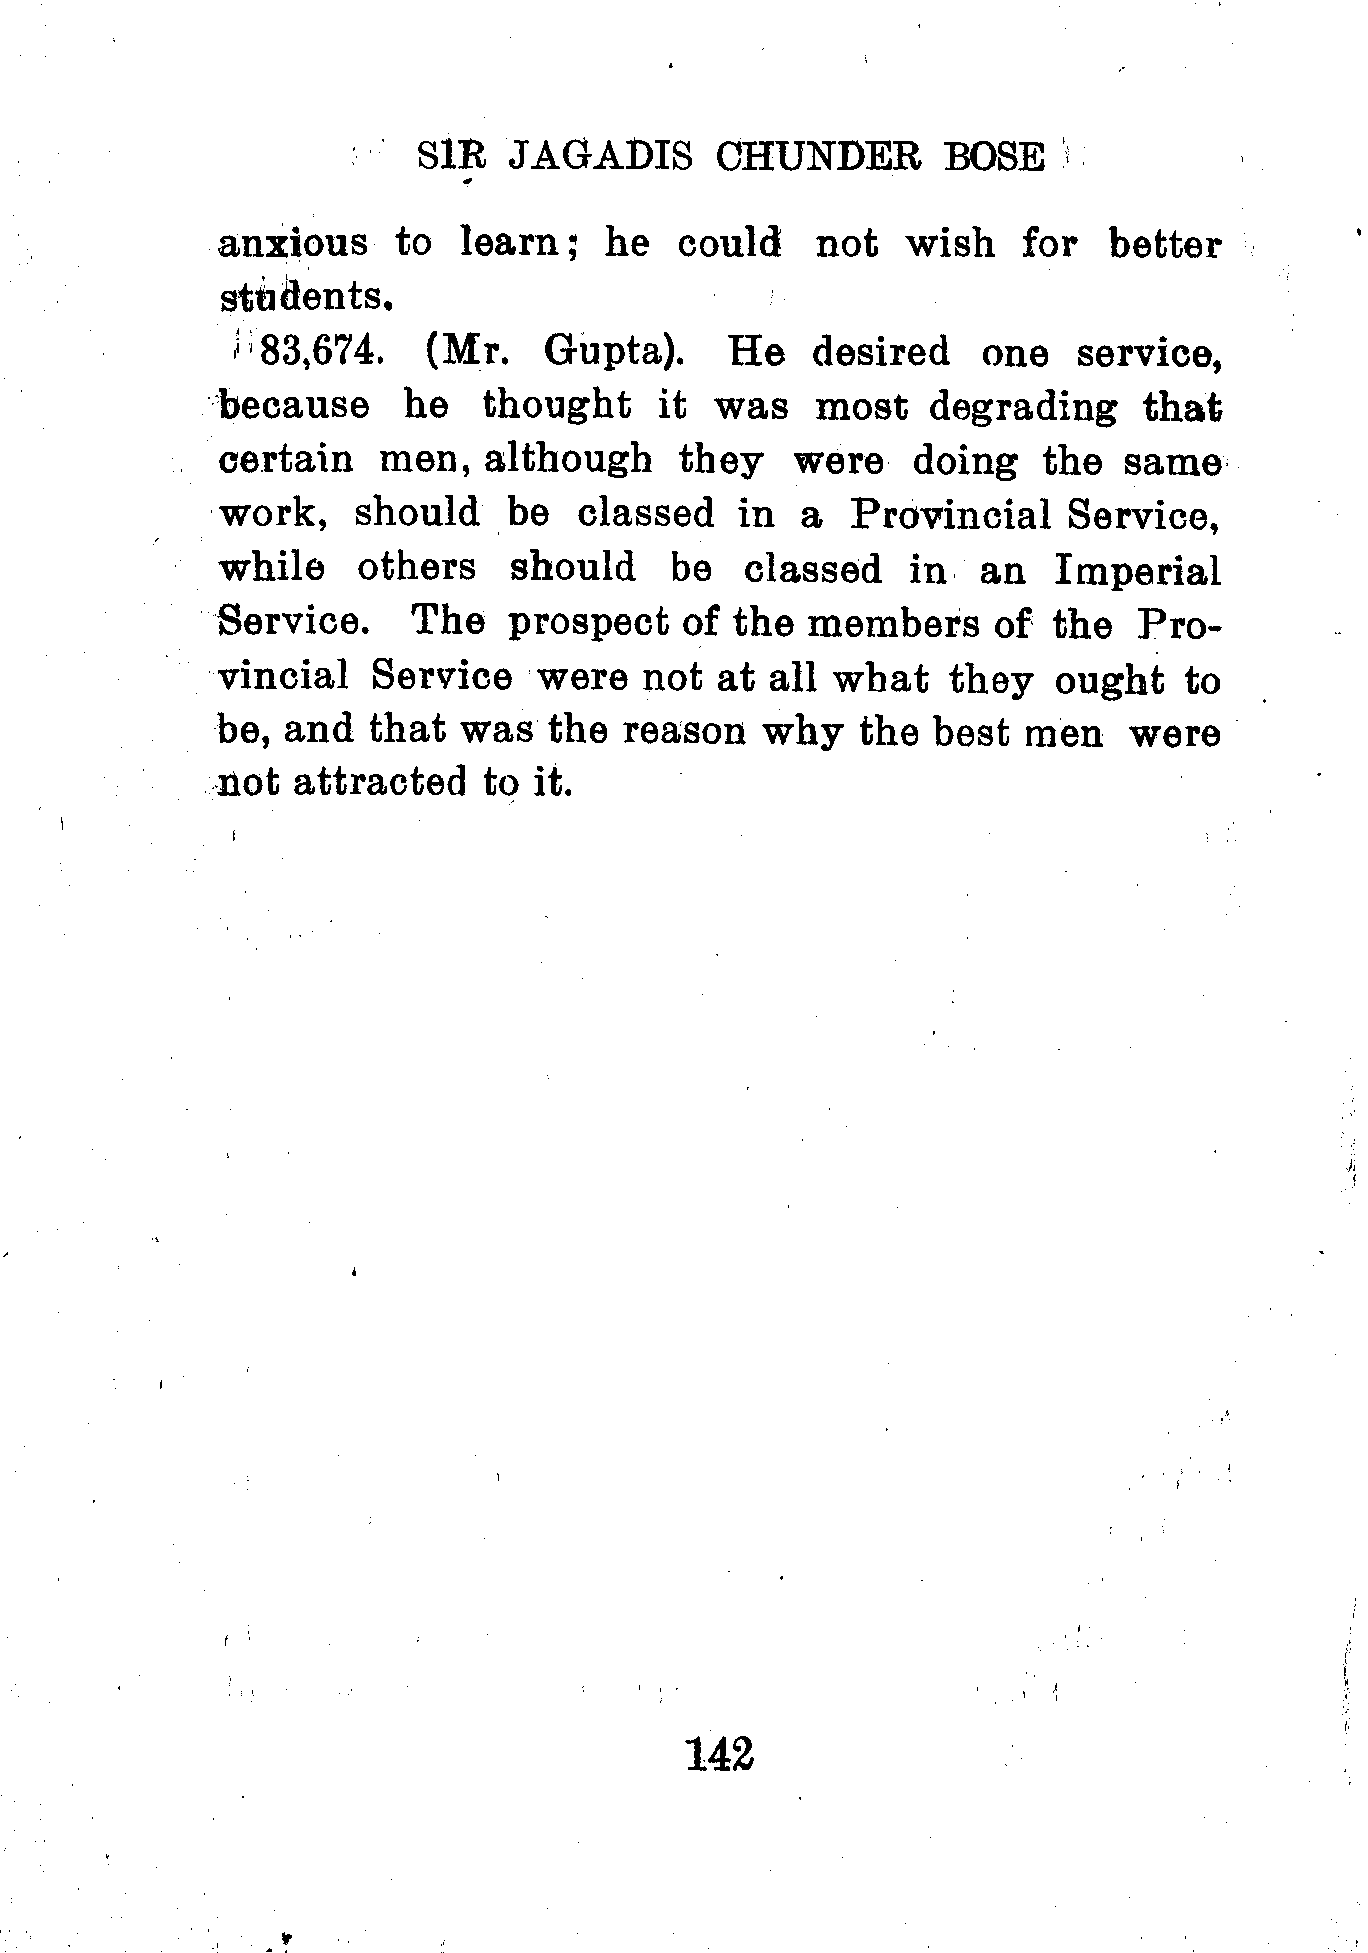 SIR JAGADIS CHUNDER BOSE
anxious to learn; he could not wish for better
students.
83,674. (Mr. Gupta). He desired one service,
because he thought it was most degrading that
certain men, although they were doing the same
work, should be classed in a Provincial Service,
while others should be classed in an Imperial
Service. The prospect of the members of the Pro-
vincial Service were not at all what they ought to
be, and that was the reason why the best men were
not attracted to it.
142